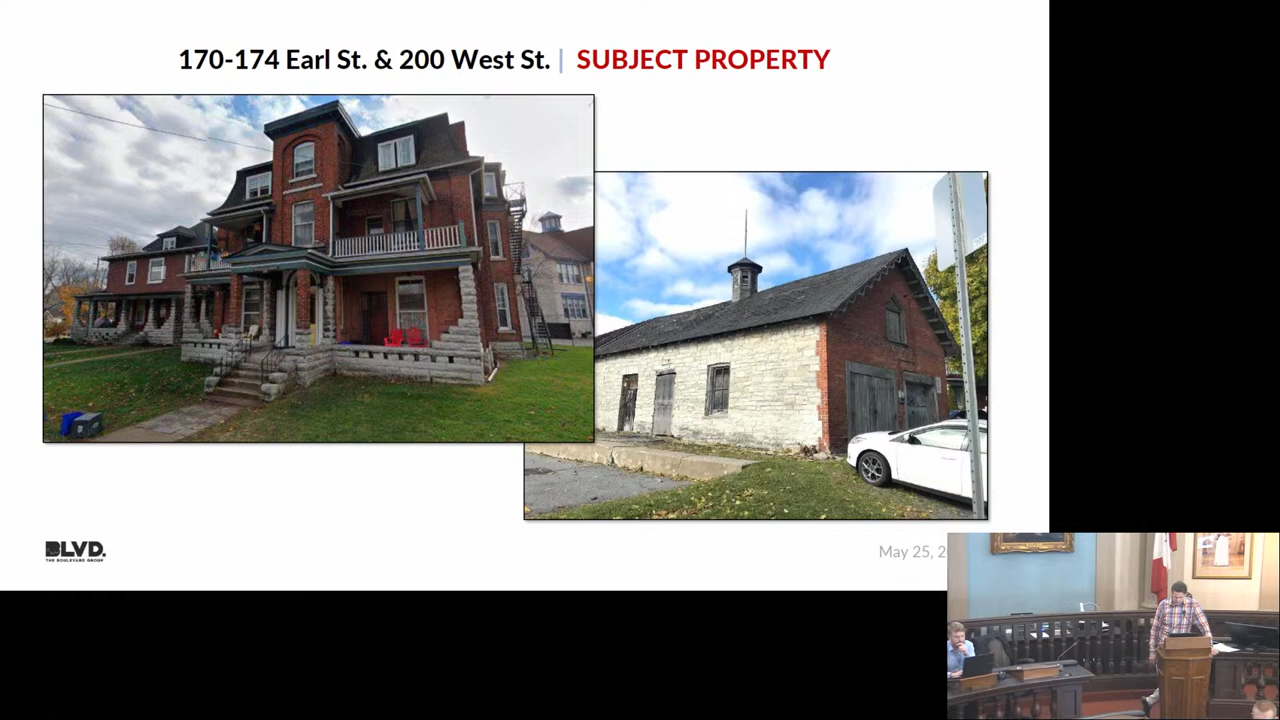 170-174 Earl St. & 200 West St. | SUBJECT PROPERTY
BLVD.
THE BOULEVARD GROUP
May 25, 2